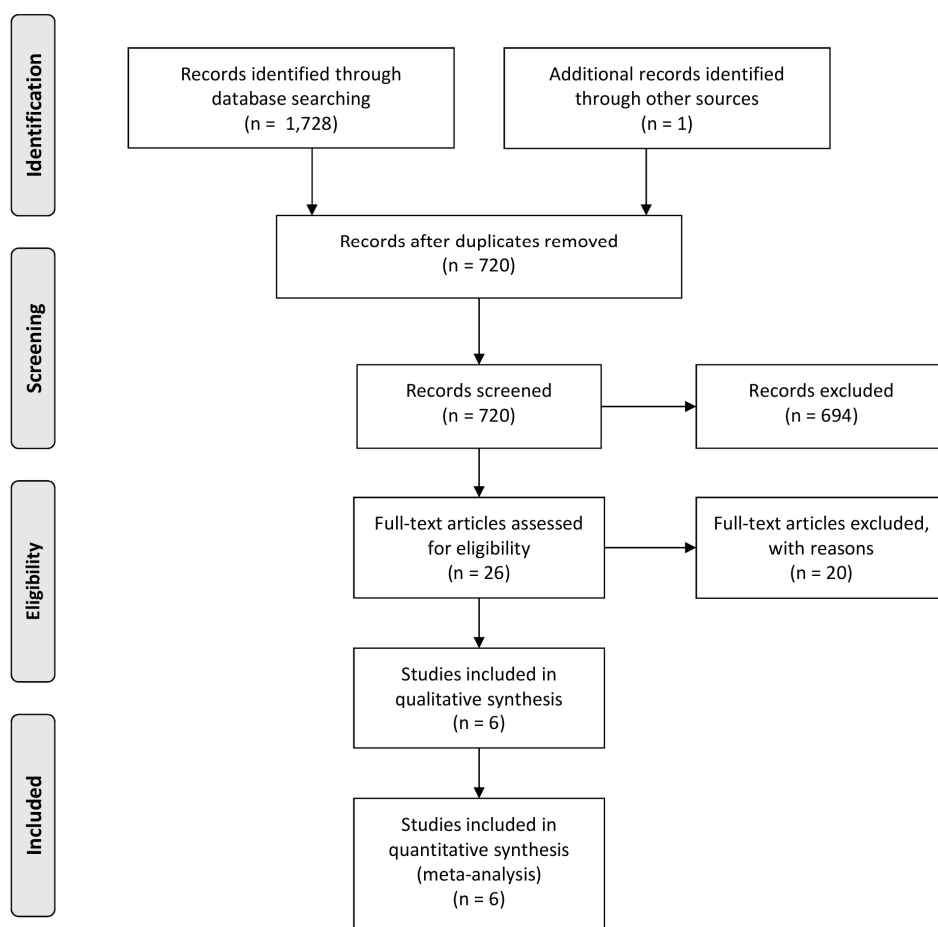 Identification
Records identified through
database searching
(n = 1,728)
Additional records identified
through other sources
(n = 1)
Records after duplicates removed
(n = 720)
Screening
Records screened
(n = 720)
Records excluded
(n = 694)
Eligibility
Full-text articles assessed
for eligibility
(n = 26)
Full-text articles excluded,
with reasons
(n = 20)
Studies included in
qualitative synthesis
(n = 6)
Included
Studies included in
quantitative synthesis
(meta-analysis)
(n = 6)